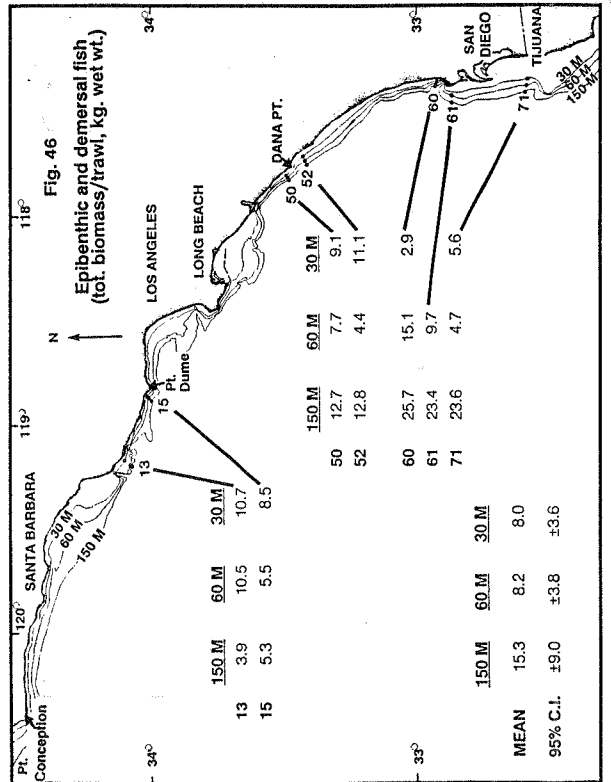 Fig. 46
Epibenthic and demersal fish
(tot. biomass/trawl, kg. wet wt.)
120° 119° 118°
34° 34°
33° 33°
N
Pt.
Conception
SANTA BARBARA
30 M
60 M
150 M
13
15
Pt.
Dume
LOS ANGELES
LONG BEACH
DANA PT.
50
52
60
61
71
SAN
DIEGO
TIJUANA
30 M
60 M
150 M
150 M 60 M 30 M
13 3.9 10.5 10.7
15 5.3 5.5 8.5
150 M 60 M 30 M
50 12.7 7.7 9.1
52 12.8 4.4 11.1
60 25.7 15.1 2.9
61 23.4 9.7
71 23.6 4.7 5.6
150 M 60 M 30 M
MEAN 15.3 8.2 8.0
95% C.I. ±9.0 ±3.8 ±3.6